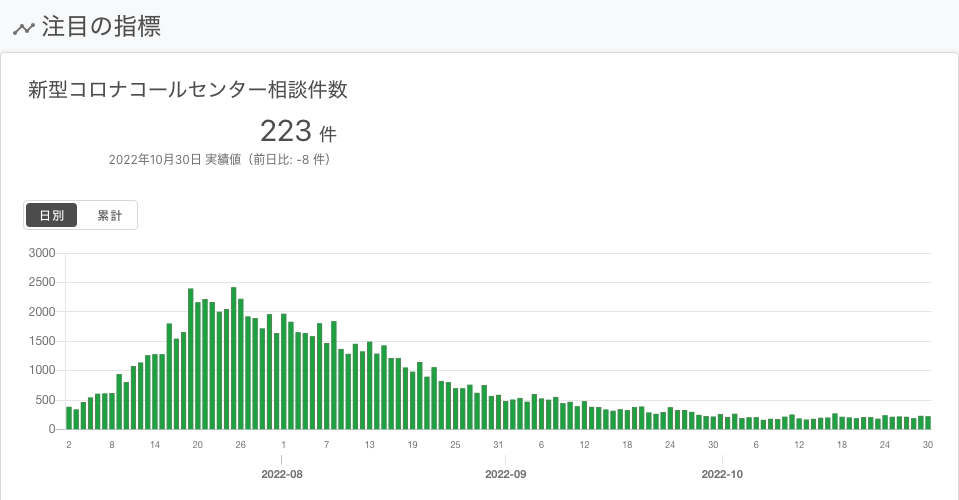 注目の指標
新型コロナコールセンター相談件数
223 件
2022年10月30日 実績値（前日比: -8 件）
日別 累計
3000
2500
2000
1500
1000
500
0
2 8 14 20 26 1 7 13 19 25 31 6 12 18 24 30 6 12 18 24 30
2022-08 2022-09 2022-10